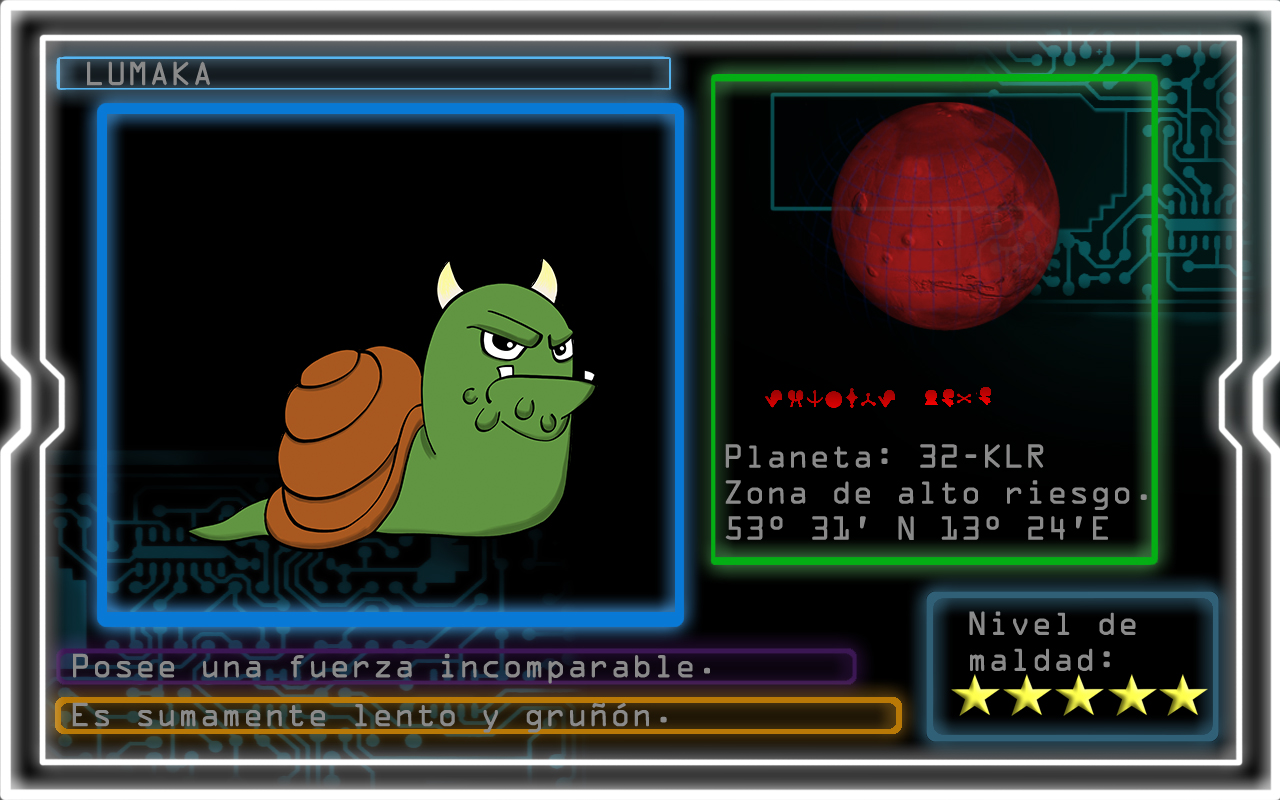 LUMAKA
Planeta: 32-KLR
Zona de alto riesgo.
53º 31' N 13º 24'E
Posee una fuerza incomparable.
Es sumamente lento y gruñón.
Nivel de
maldad: